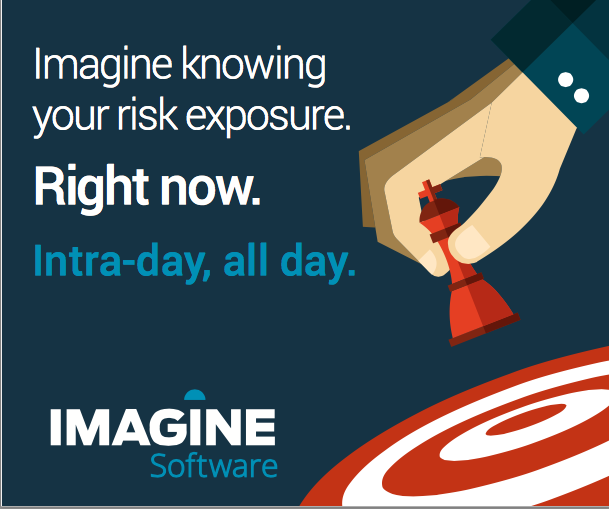 Imagine knowing
your risk exposure.
Right now.
Intra-day, all day.
IMAGINE
Software